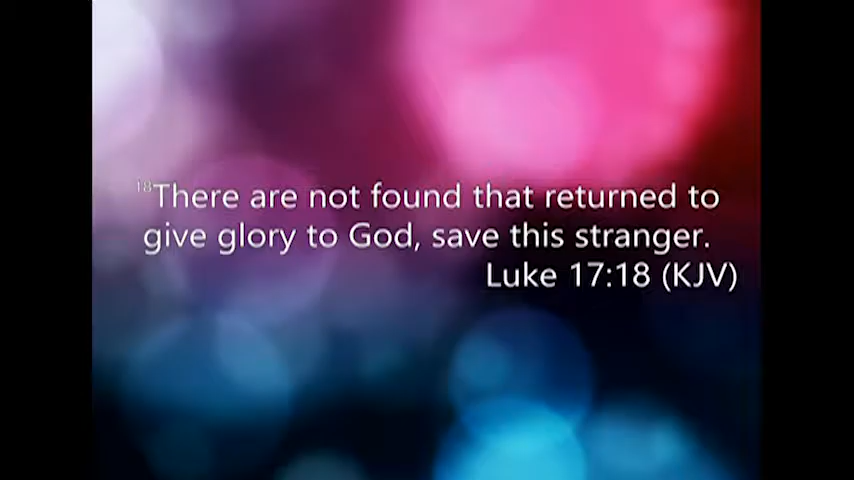 18There are not found that returned to
give glory to God, save this stranger.
Luke 17:18 (KJV)